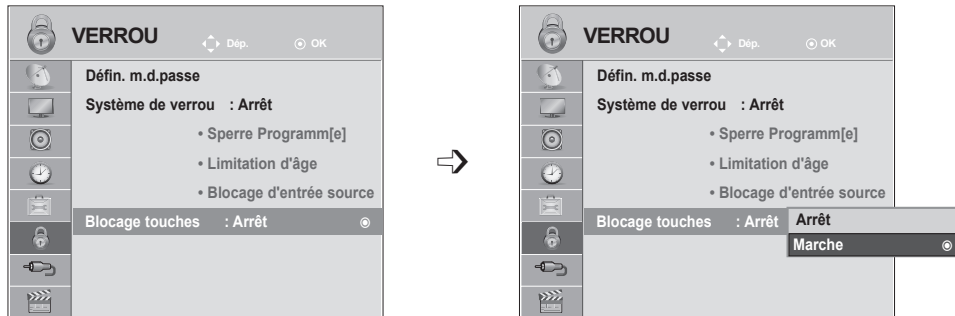 VERROU Dép. OK
Défin. m.d.passe
Système de verrou : Arrêt
• Sperre Programm[e]
• Limitation d'âge
• Blocage d'entrée source
Blocage touches : Arrêt
VERROU Dép. OK
Défin. m.d.passe
Système de verrou : Arrêt
• Sperre Programm[e]
• Limitation d'âge
• Blocage d'entrée source
Blocage touches : Arrêt
Arrêt
Marche